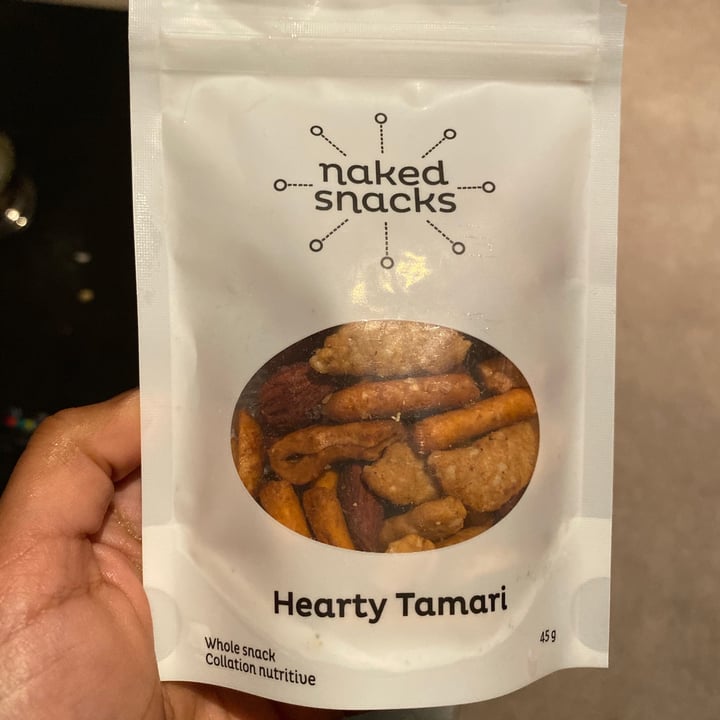 naked
snacks
Hearty Tamari
Whole snack
Collation nutritive
45 g